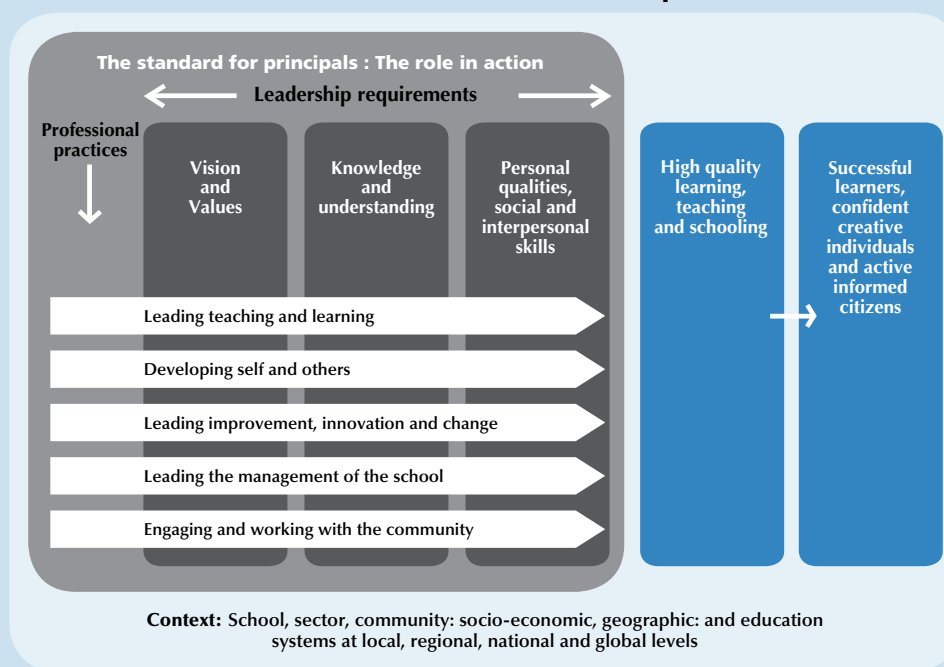 The standard for principals : The role in action
Leadership requirements
Professional
practices
Vision
and
Values
Knowledge
and
understanding
Personal
qualities,
social and
interpersonal
skills
High quality
learning,
teaching
and schooling
Successful
learners,
confident
creative
individuals
and active
informed
citizens
Leading teaching and learning
Developing self and others
Leading improvement, innovation and change
Leading the management of the school
Engaging and working with the community
Context: School, sector, community: socio-economic, geographic: and education
systems at local, regional, national and global levels